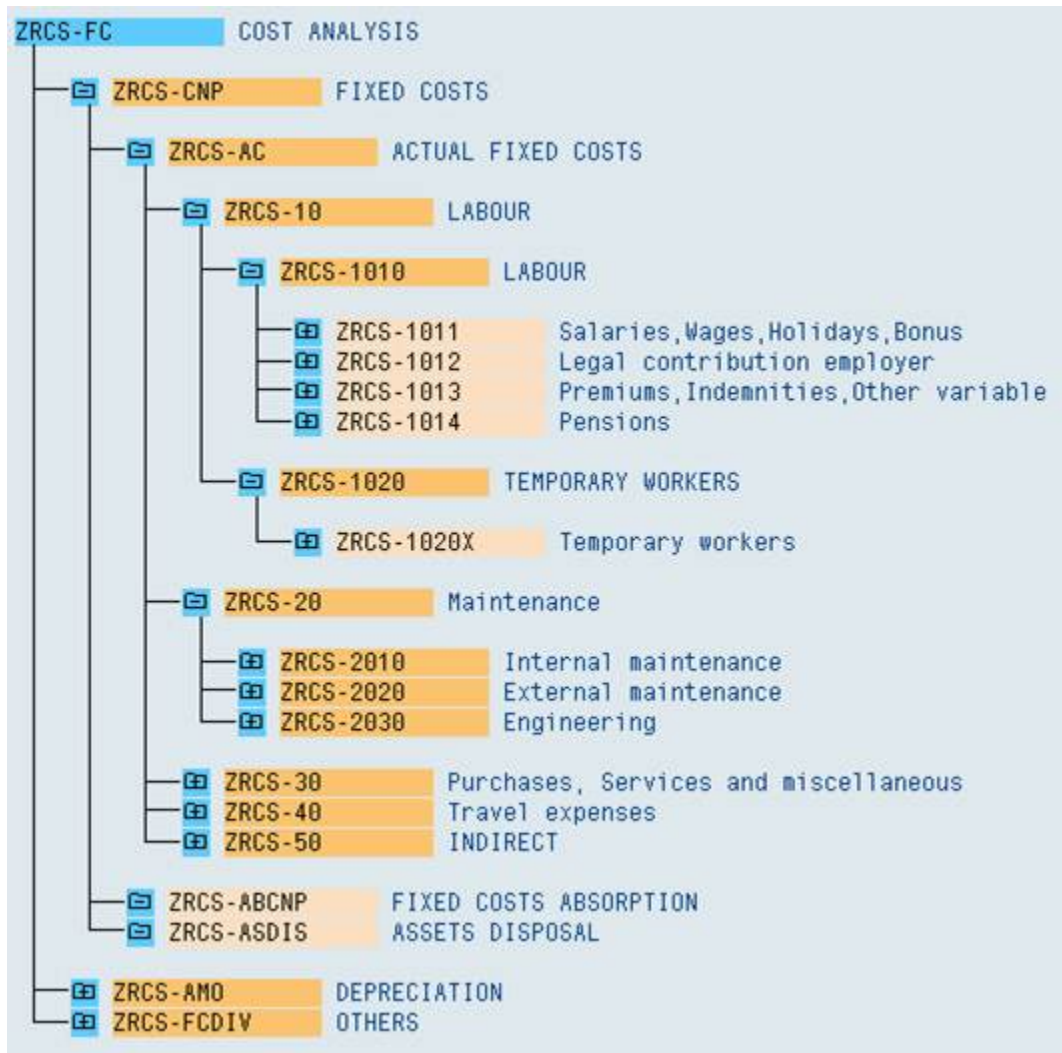 ZRCS-FC COST ANALYSIS
ZRCS-CNP FIXED COSTS
ZRCS-AC ACTUAL FIXED COSTS
ZRCS-10 LABOUR
ZRCS-1010 LABOUR
ZRCS-1011 Salaries,Wages,Holidays,Bonus
ZRCS-1012 Legal contribution employer
ZRCS-1013 Premiums,Indemnities,Other variable
ZRCS-1014 Pensions
ZRCS-1020 TEMPORARY WORKERS
ZRCS-1020X Temporary workers
ZRCS-20 Maintenance
ZRCS-2010 Internal maintenance
ZRCS-2020 External maintenance
ZRCS-2030 Engineering
ZRCS-30 Purchases, Services and miscellaneous
ZRCS-40 Travel expenses
ZRCS-50 INDIRECT
ZRCS-ABCNP FIXED COSTS ABSORPTION
ZRCS-ASDIS ASSETS DISPOSAL
ZRCS-AMO DEPRECIATION
ZRCS-FCDIV OTHERS